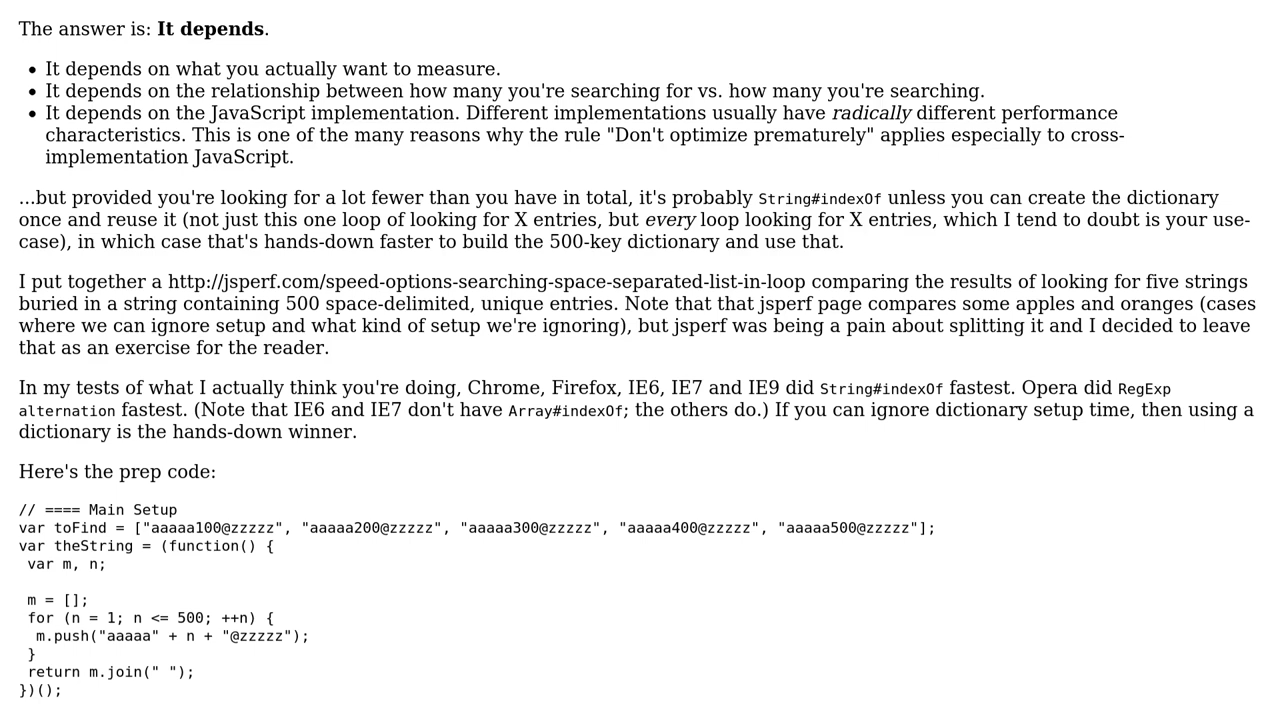 The answer is: It depends.
It depends on what you actually want to measure.
It depends on the relationship between how many you're searching for vs. how many you're searching.
It depends on the JavaScript implementation. Different implementations usually have radically different performance
characteristics. This is one of the many reasons why the rule "Don't optimize prematurely" applies especially to cross-
implementation JavaScript.
...but provided you're looking for a lot fewer than you have in total, it's probably String#indexOf unless you can create the dictionary
once and reuse it (not just this one loop of looking for X entries, but every loop looking for X entries, which I tend to doubt is your use-
case), in which case that's hands-down faster to build the 500-key dictionary and use that.
I put together a http://jsperf.com/speed-options-searching-space-separated-list-in-loop comparing the results of looking for five strings
buried in a string containing 500 space-delimited, unique entries. Note that that jsperf page compares some apples and oranges (cases
where we can ignore setup and what kind of setup we're ignoring), but jsperf was being a pain about splitting it and I decided to leave
that as an exercise for the reader.
In my tests of what I actually think you're doing, Chrome, Firefox, IE6, IE7 and IE9 did String#indexOf fastest. Opera did RegExp
alternation fastest. (Note that IE6 and IE7 don't have Array#indexOf; the others do.) If you can ignore dictionary setup time, then using a
dictionary is the hands-down winner.
Here's the prep code:
// ==== Main Setup
var toFind = ["aaaaa100@zzzzz", "aaaaa200@zzzzz", "aaaaa300@zzzzz", "aaaaa400@zzzzz", "aaaaa500@zzzzz"];
var theString = (function() {
 var m, n;
 m = [];
 for (n = 1; n <= 500; ++n) {
  m.push("aaaaa" + n + "@zzzzz");
 }
 return m.join(" ");
})();